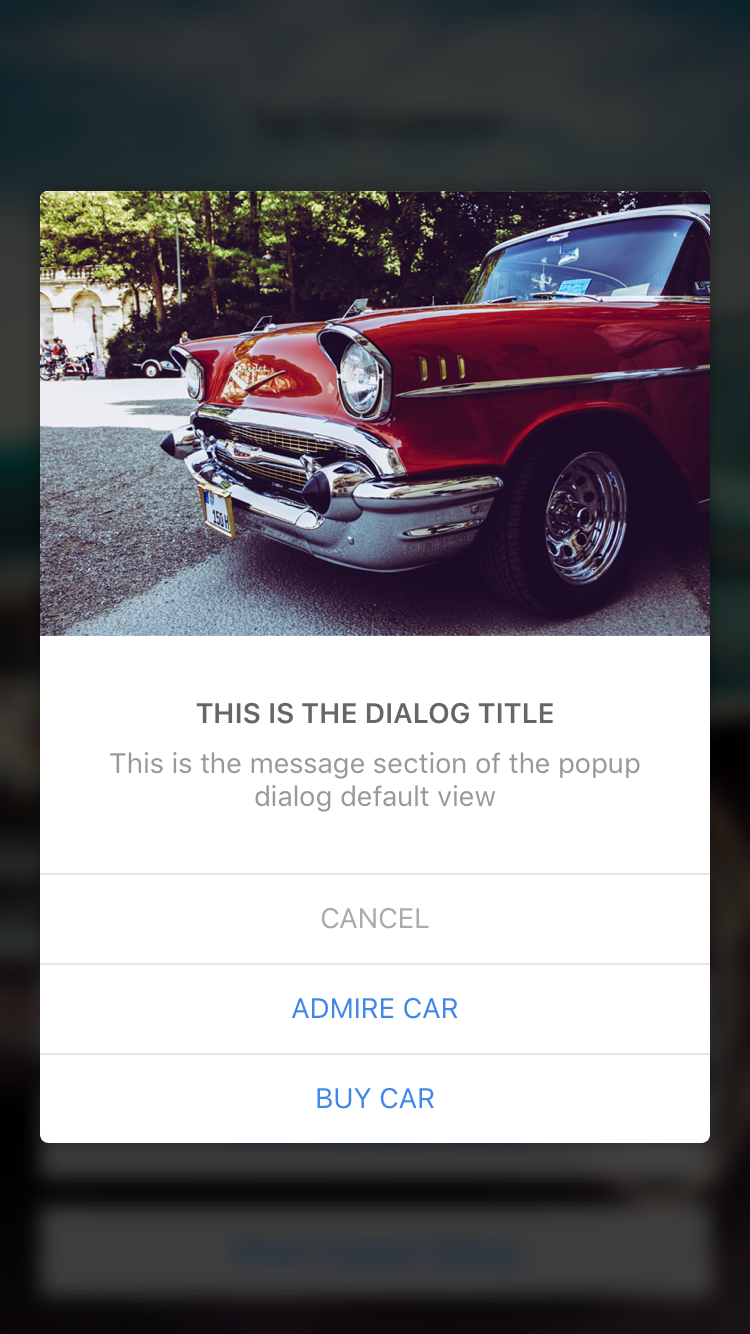 THIS IS THE DIALOG TITLE
This is the message section of the popup
dialog default view
CANCEL
ADMIRE CAR
BUY CAR